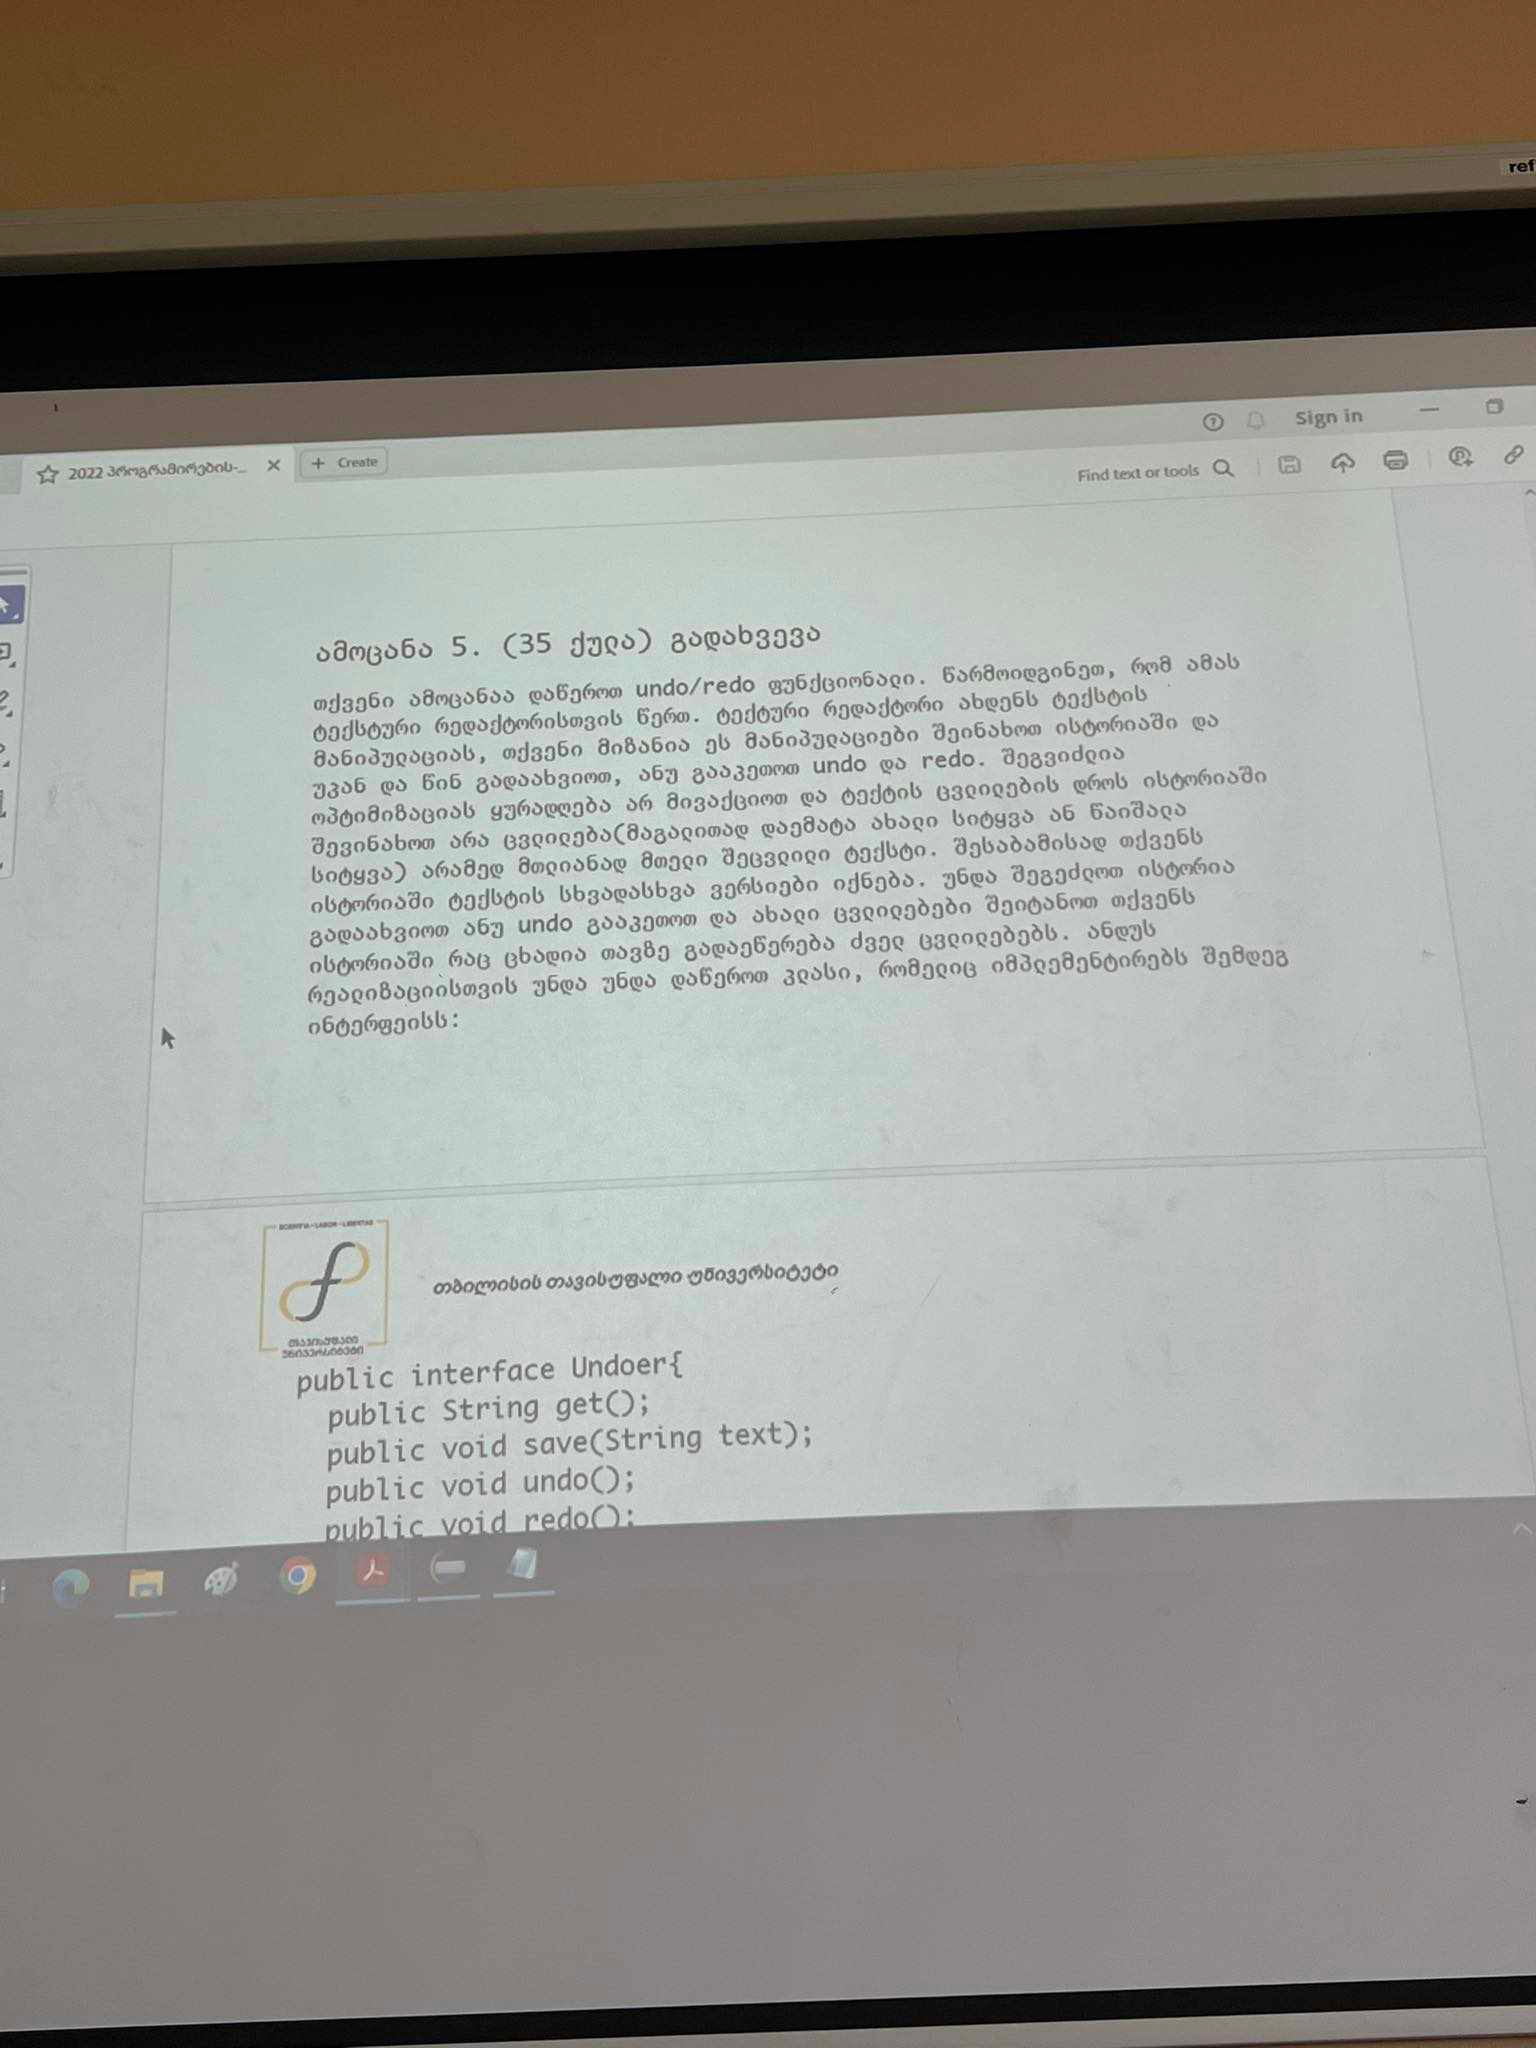 ref
Sign in
2022 პროგრამირების-...
+ Create
Find text or tools
ამოცანა 5. (35 ქულა) გადახვევა
თქვენი ამოცანაა დაწეროთ undo/redo ფუნქციონალი. წარმოიდგინეთ, რომ ამას
ტექსტური რედაქტორისთვის წერთ. ტექტური რედაქტორი ახდენს ტექსტის
მანიპულაციას, თქვენი მიზანია ეს მანიპულაციები შეინახოთ ისტორიაში და
უკან და წინ გადაახვიოთ, ანუ გააკეთოთ undo და redo. შეგვიძლია
ოპტიმიზაციას ყურადღება არ მივაქციოთ და ტექტის ცვლილების დროს ისტორიაში
შევინახოთ არა ცვლილება(მაგალითად დაემატა ახალი სიტყვა ან წაიშალა
სიტყვა) არამედ მთლიანად მთელი შეცვლილი ტექსტი. შესაბამისად თქვენს
ისტორიაში ტექსტის სხვადასხვა ვერსიები იქნება. უნდა შეგეძლოთ ისტორია
გადაახვიოთ ანუ undo გააკეთოთ და ახალი ცვლილებები შეიტანოთ თქვენს
ისტორიაში რაც ცხადია თავზე გადაეწერება ძველ ცვლილებებს. ანდუს
რეალიზაციისთვის უნდა უნდა დაწეროთ კლასი, რომელიც იმპლემენტირებს შემდეგ
ინტერფეისს:
SCIENTIA • LABOR • LIBERTAS
თბილისის თავისუფალი უნივერსიტეტი
თავისუფალი
უნივერსიტეტი
public interface Undoer{
public String get();
public void save(String text);
public void undo();
public void redo();